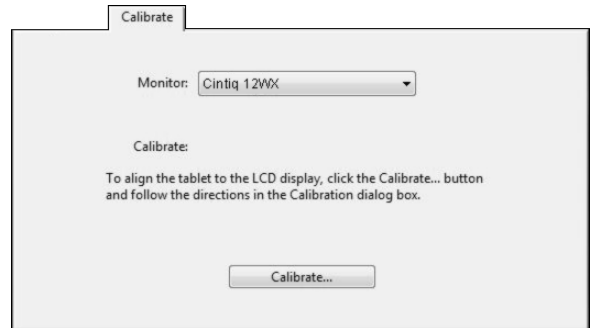 Calibrate
Monitor: Cintiq 12WX
Calibrate:
To align the tablet to the LCD display, click the Calibrate... button
and follow the directions in the Calibration dialog box.
Calibrate...